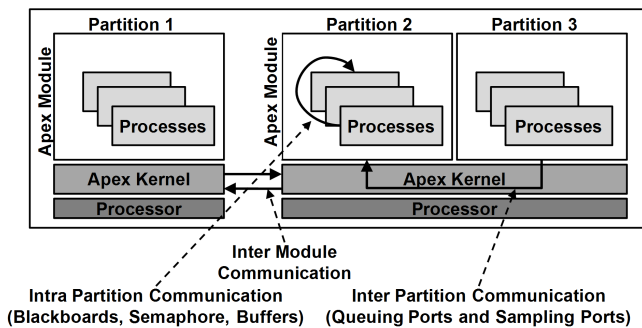 Partition 1
Partition 2
Partition 3
Apex Module
Processes
Apex Module
Processes
Processes
Apex Kernel
Apex Kernel
Processor
Processor
Inter Module
Communication
Intra Partition Communication
(Blackboards, Semaphore, Buffers)
Inter Partition Communication
(Queuing Ports and Sampling Ports)